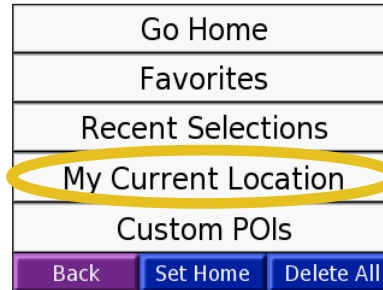 Go Home
Favorites
Recent Selections
My Current Location
Custom POIs
Back Set Home Delete All